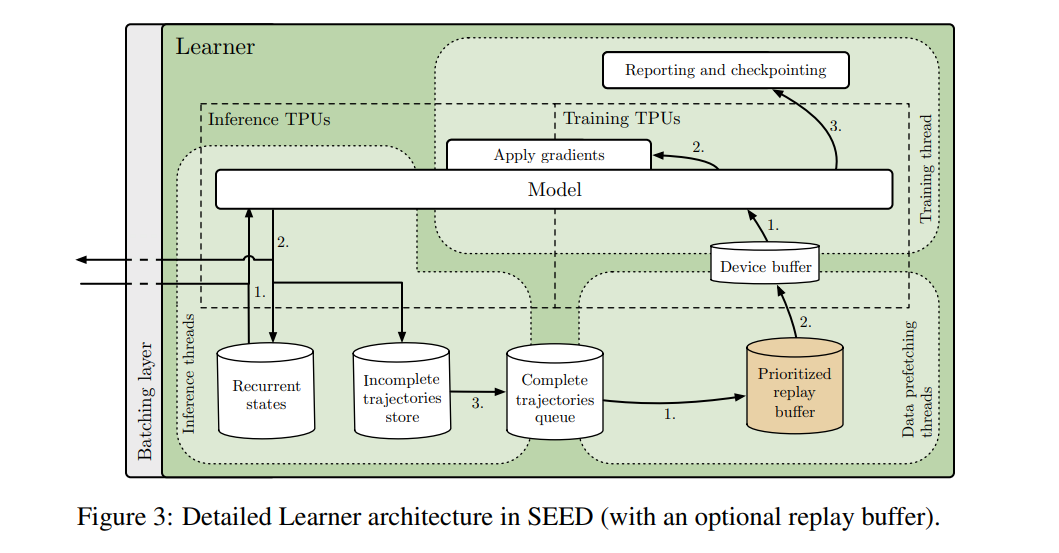 Learner
Reporting and checkpointing
Inference TPUs
Training TPUs
3.
Apply gradients
2.
Training thread
Model
1.
2.
Device buffer
1.
2.
Batching layer
Inference threads
Recurrent
states
Incomplete
trajectories
store
3.
Complete
trajectories
queue
1.
Prioritized
replay
buffer
Data prefetching
threads
Figure 3: Detailed Learner architecture in SEED (with an optional replay buffer).